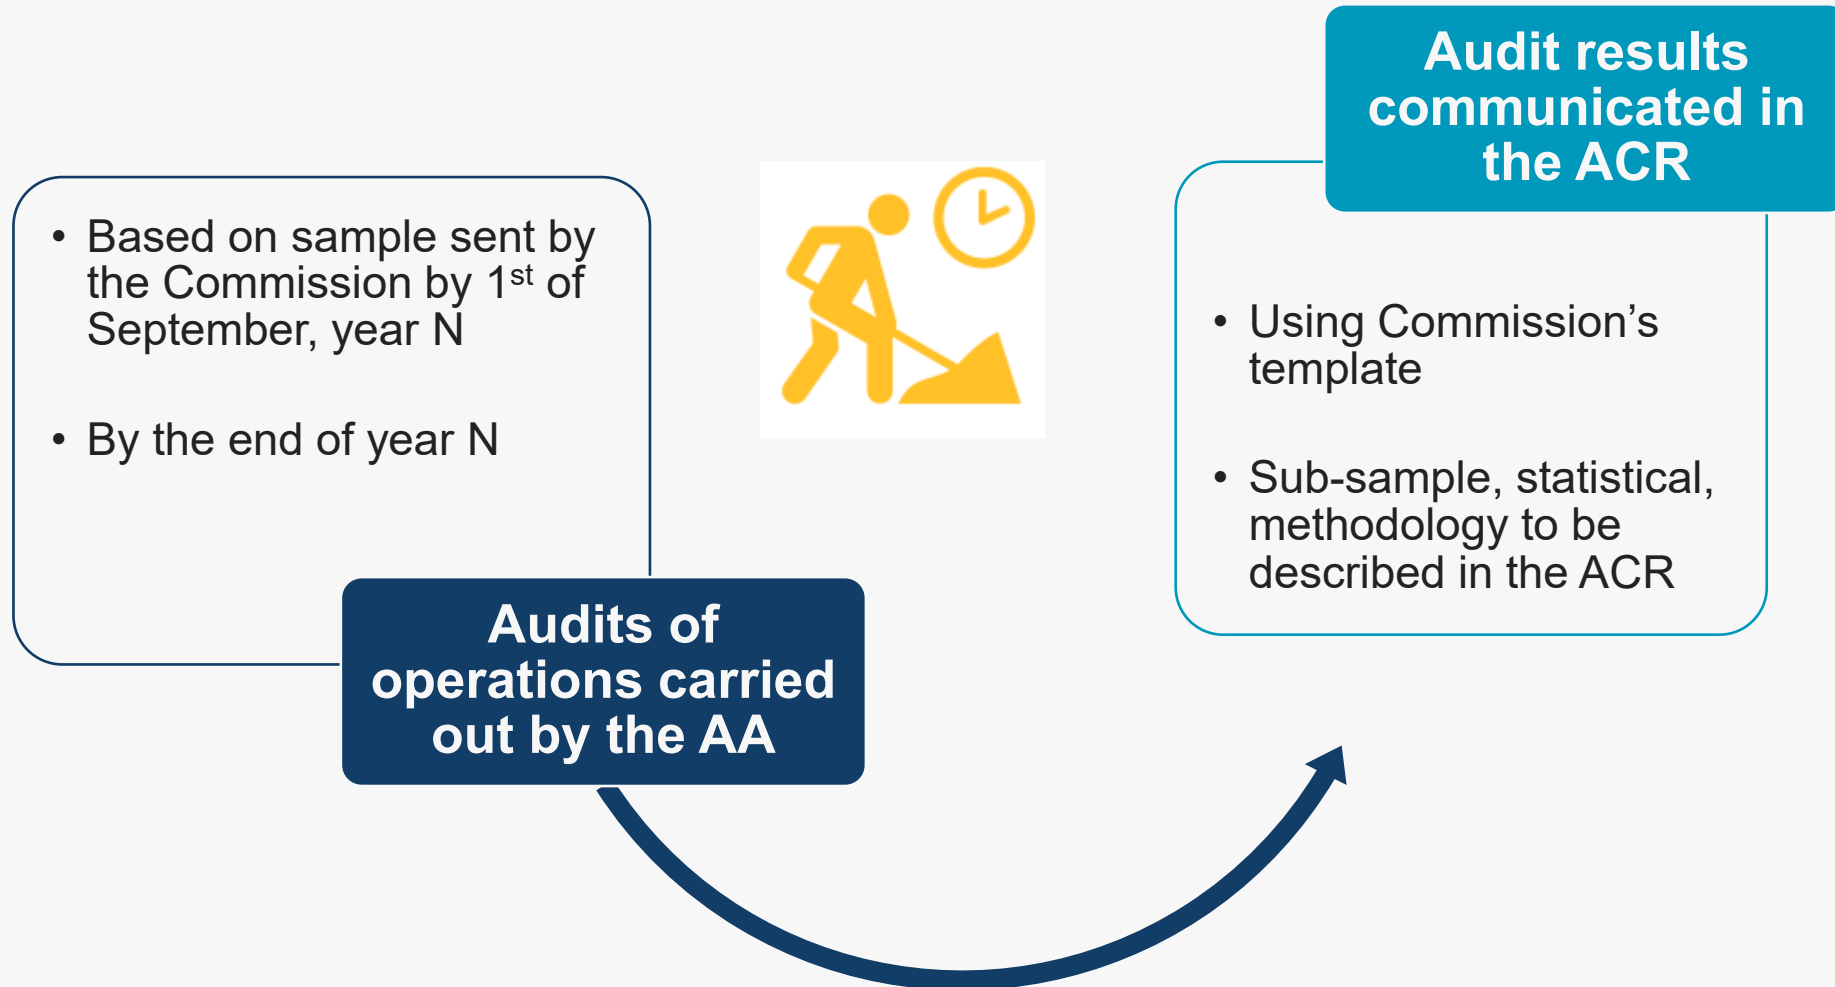 • Based on sample sent by
the Commission by 1st of
September, year N
• By the end of year N
Audits of
operations carried
out by the AA
Audit results
communicated in
the ACR
• Using Commission’s
template
• Sub-sample, statistical,
methodology to be
described in the ACR